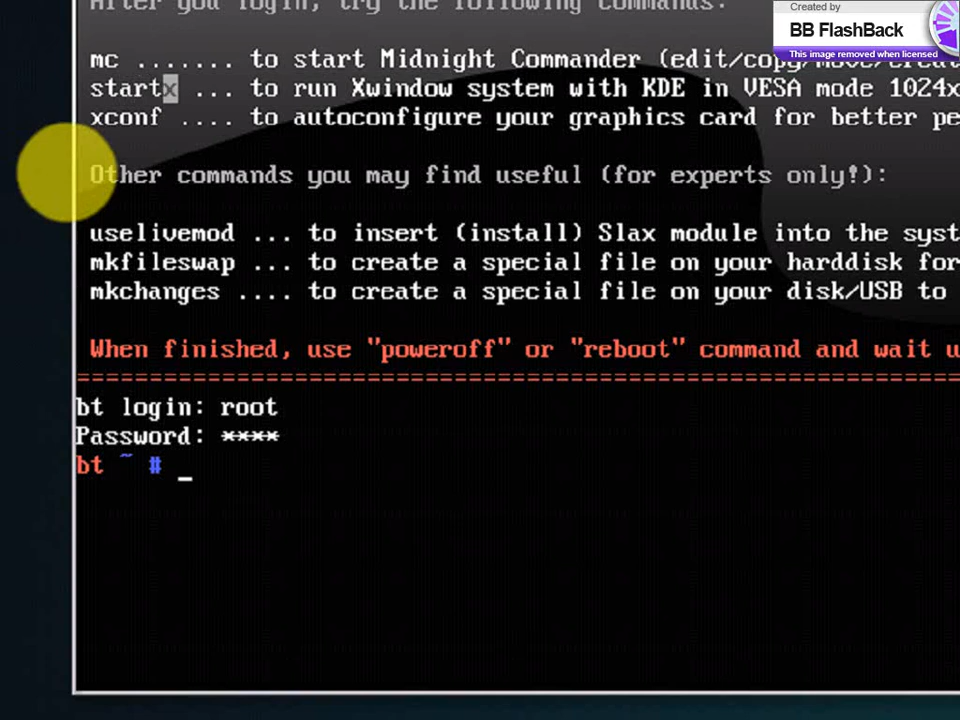 After you login, try the following commands:
Created by
BB FlashBack
This image removed when licensed
mc ....... to start Midnight Commander (edit/copy/move/creat
startx ... to run Xwindow system with KDE in VESA mode 1024x
xconf .... to autoconfigure your graphics card for better pe
Other commands you may find useful (for experts only!):
uselivemod ... to insert (install) Slax module into the syst
mkfileswap ... to create a special file on your harddisk for
mkchanges .... to create a special file on your disk/USB to
When finished, use "poweroff" or "reboot" command and wait u
==============================================================
bt login: root
Password: ****
bt ~ # _